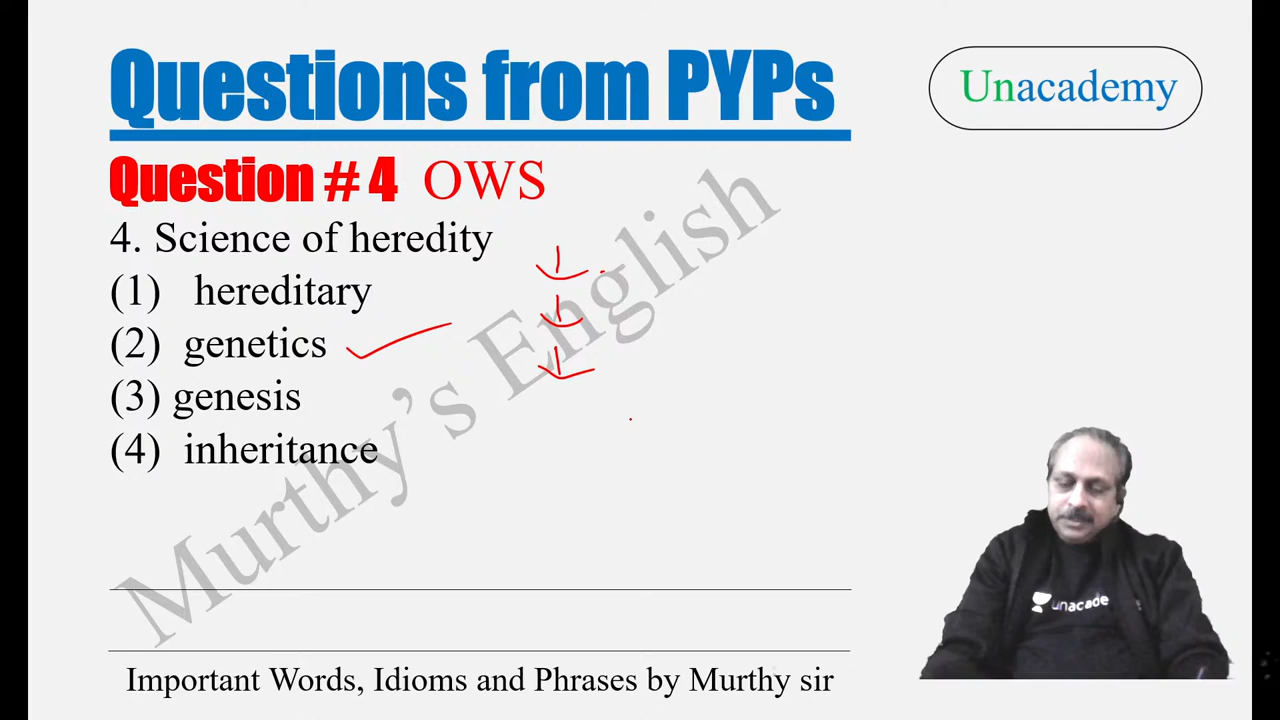 Questions from PYPs
Unacademy
Question # 4 OWS
4. Science of heredity
(1) hereditary
(2) genetics
(3) genesis
(4) inheritance
Murthy's English
unacade
Important Words, Idioms and Phrases by Murthy sir